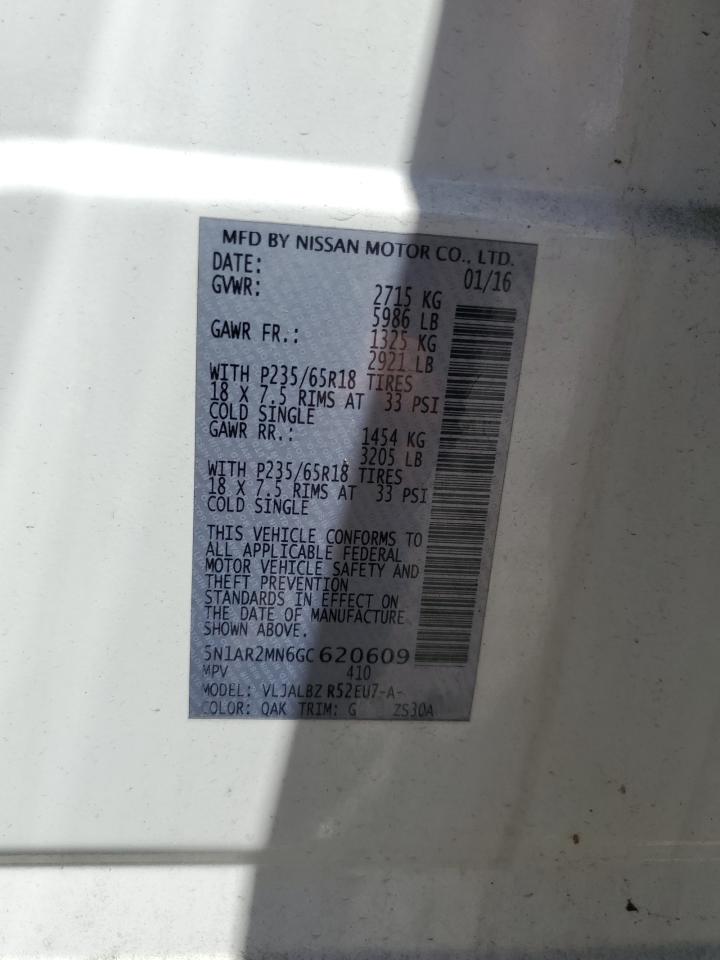 MFD BY NISSAN MOTOR CO., LTD.
DATE: 01/16
GVWR: 2715 KG
5986 LB
GAWR FR.: 1325 KG
2921 LB
WITH P235/65R18 TIRES
18 X 7.5 RIMS AT 33 PSI
COLD SINGLE
GAWR RR.: 1454 KG
3205 LB
WITH P235/65R18 TIRES
18 X 7.5 RIMS AT 33 PSI
COLD SINGLE
THIS VEHICLE CONFORMS TO
ALL APPLICABLE FEDERAL
MOTOR VEHICLE SAFETY AND
THEFT PREVENTION
STANDARDS IN EFFECT ON
THE DATE OF MANUFACTURE
SHOWN ABOVE.
5N1AR2MN6GC620609
MPV 410
MODEL: VLJALBZ R52EU7-A-
COLOR: QAK TRIM: G ZS30A